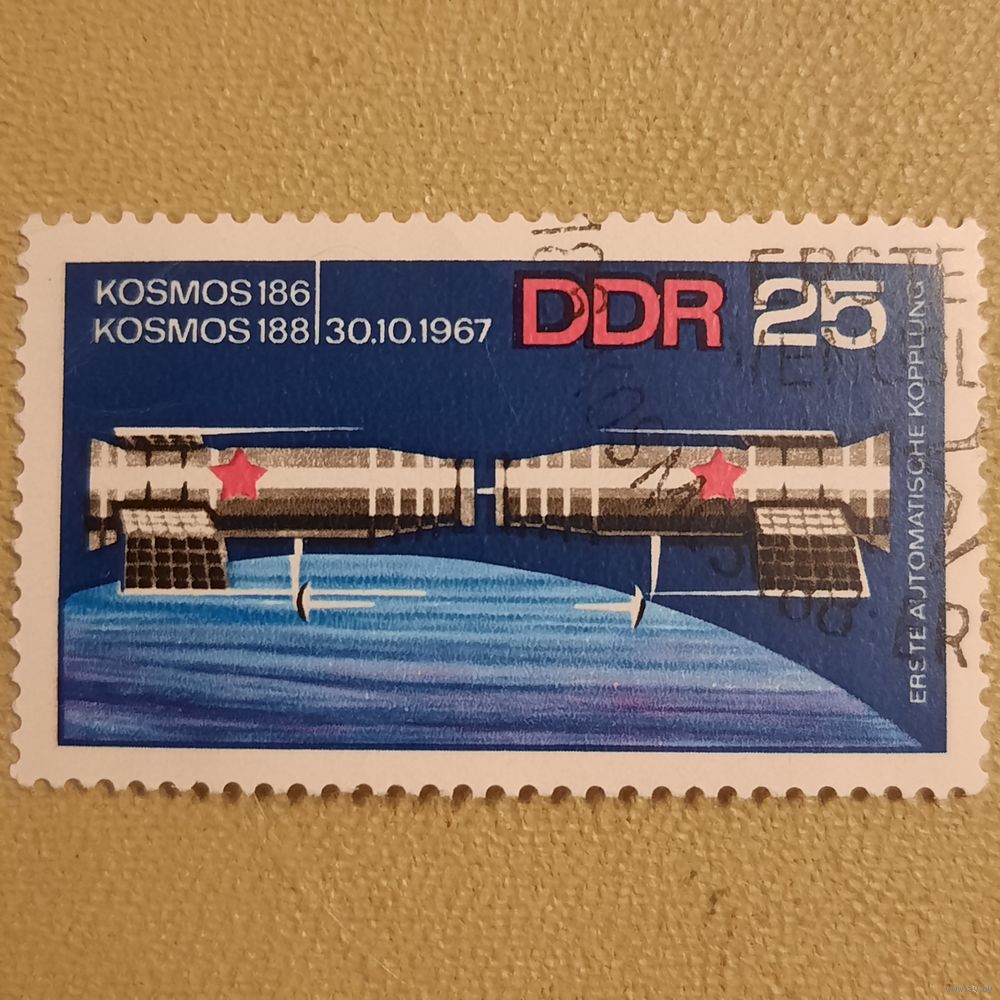 KOSMOS 186
KOSMOS 188 30.10.1967
DDR 25
ERSTE AUTOMATISCHE KOPPLUNG
ERSTE